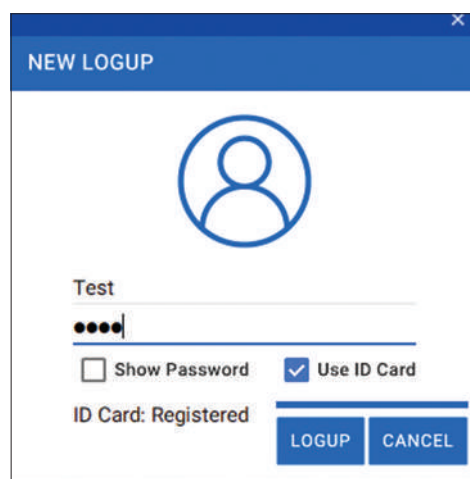 NEW LOGUP
Test
●●●●
Show Password Use ID Card
ID Card: Registered
LOGUP CANCEL